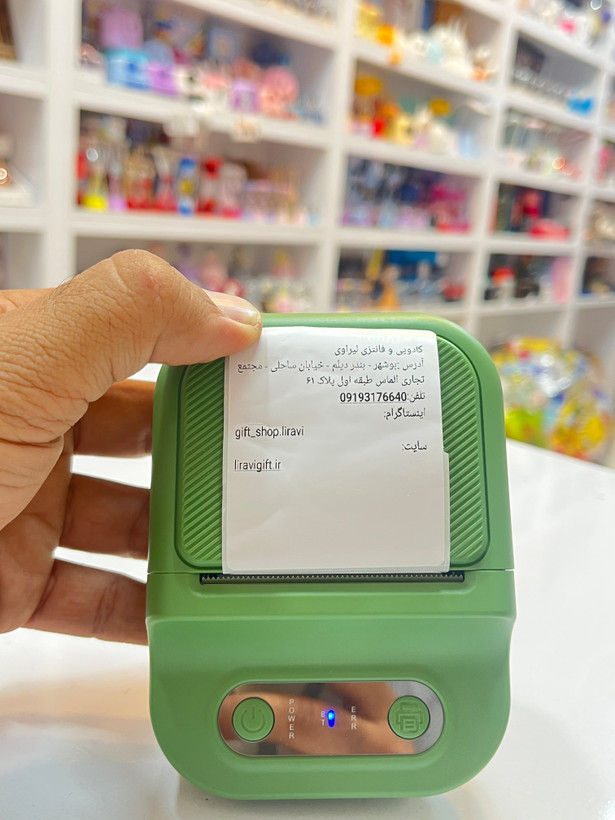 کادویی و فانتزی لیراوی
آدرس :بوشهر - بندر دیلم - خیابان ساحلی - مجتمع
تجاری الماس طبقه اول پلاک ۶۱
تلفن:09193176640
اینستاگرام:
gift_shop.liravi
سایت:
liravigift.ir
POWER
BT
ERR